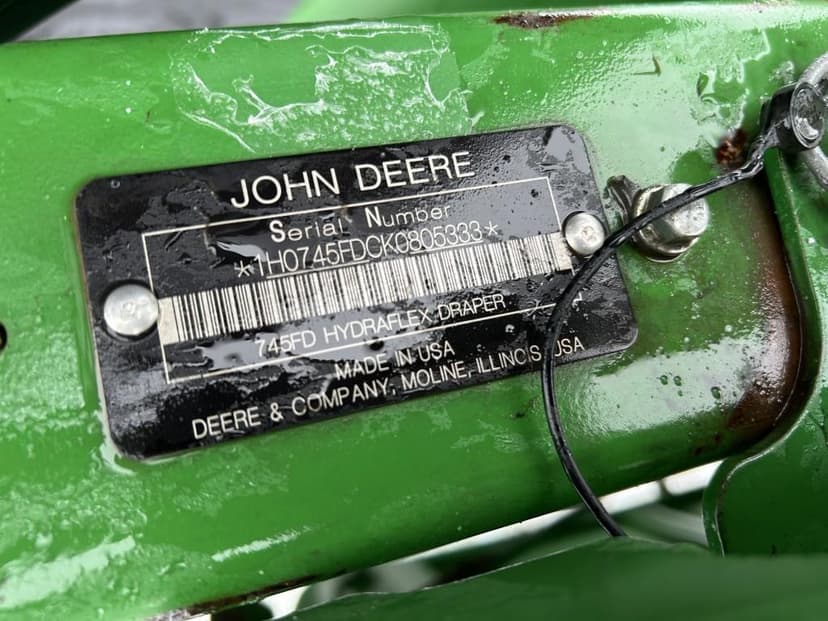 JOHN DEERE
Serial Number
*1H0745FDCK0805333*
745FD HYDRAFLEX DRAPER
MADE IN USA
DEERE & COMPANY, MOLINE, ILLINOIS, USA